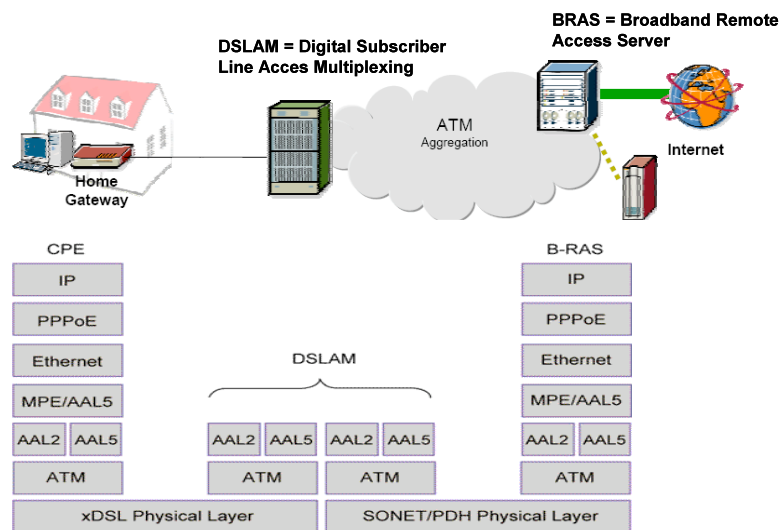 BRAS = Broadband Remote
Access Server
DSLAM = Digital Subscriber
Line Acces Multiplexing
ATM
Aggregation
Internet
Home
Gateway
CPE
B-RAS
IP
IP
PPPoE
PPPoE
Ethernet
DSLAM
Ethernet
MPE/AAL5
MPE/AAL5
AAL2 AAL5
AAL2 AAL5 AAL2 AAL5
AAL2 AAL5
ATM
ATM
ATM
ATM
xDSL Physical Layer
SONET/PDH Physical Layer